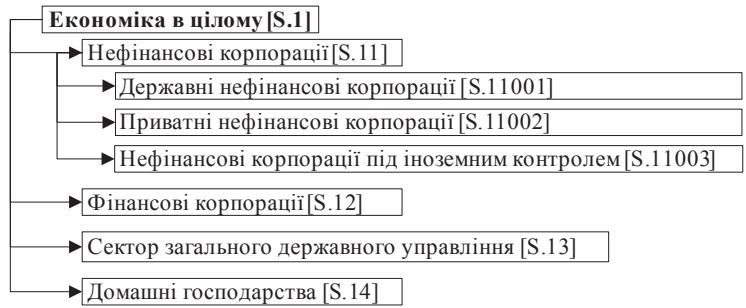 Економіка в цілому [S.1]
Нефінансові корпорації [S.11]
Державні нефінансові корпорації [S.11001]
Приватні нефінансові корпорації [S.11002]
Нефінансові корпорації під іноземним контролем [S.11003]
Фінансові корпорації [S.12]
Сектор загального державного управління [S.13]
Домашні господарства [S.14]